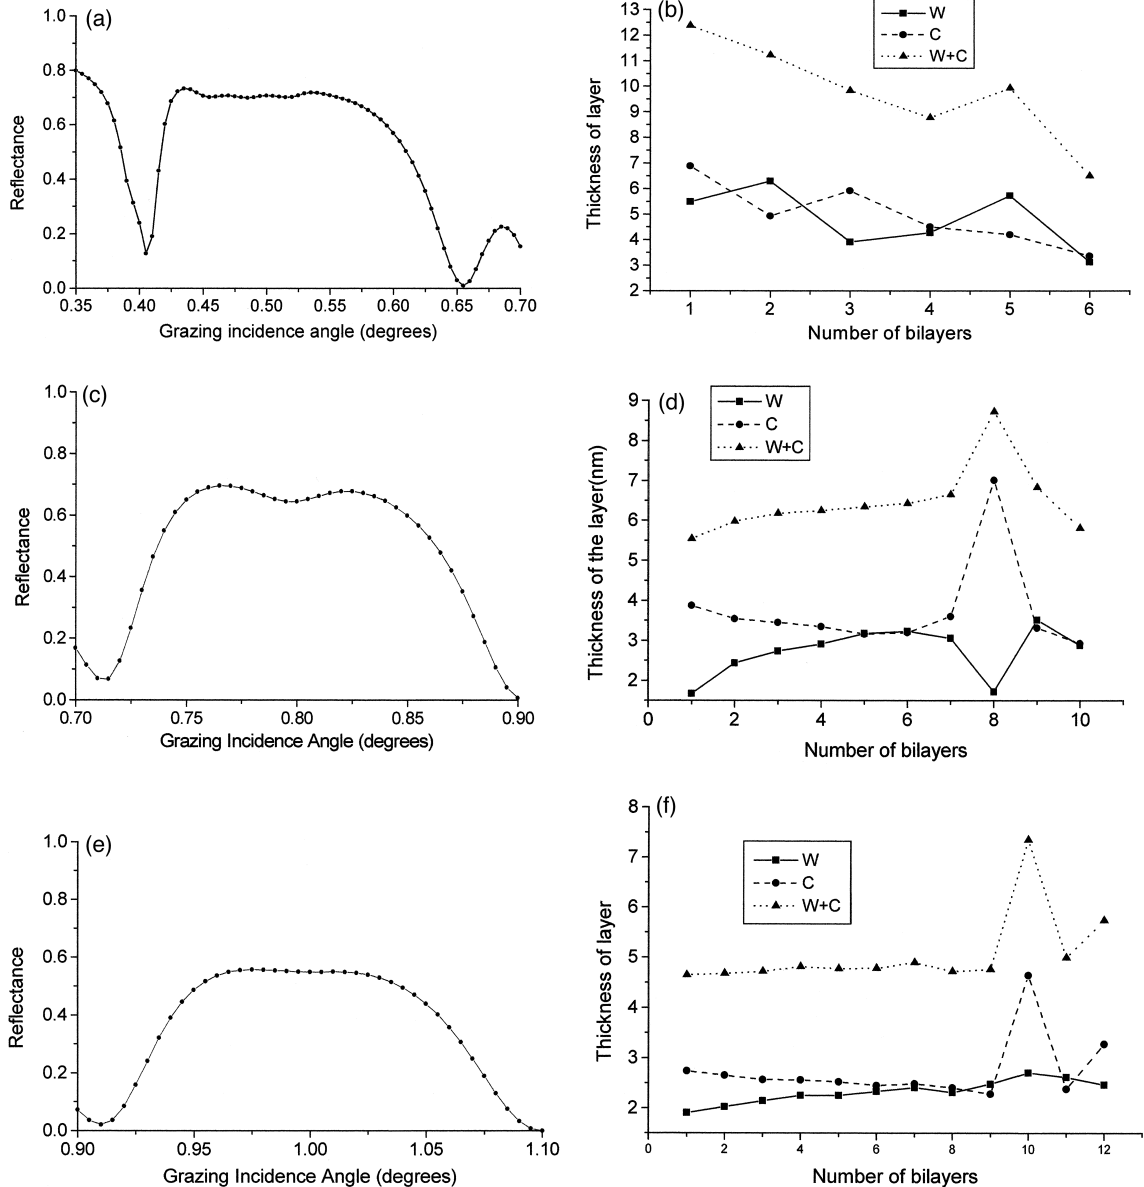 (a)
1.0
0.8
0.6
0.4
0.2
0.0
Reflectance
0.35 0.40 0.45 0.50 0.55 0.60 0.65 0.70
Grazing incidence angle (degrees)
(b)
W
C
W+C
13
12
11
10
9
8
7
6
5
4
3
2
Thickness of layer
1 2 3 4 5 6
Number of bilayers
(c)
1.0
0.8
0.6
0.4
0.2
0.0
Reflectance
0.70 0.75 0.80 0.85 0.90
Grazing Incidence Angle (degrees)
(d)
W
C
W+C
9
8
7
6
5
4
3
2
Thickness of the layer(nm)
0 2 4 6 8 10
Number of bilayers
(e)
1.0
0.8
0.6
0.4
0.2
0.0
Reflectance
0.90 0.95 1.00 1.05 1.10
Grazing Incidence Angle (degrees)
(f)
W
C
W+C
8
7
6
5
4
3
2
Thickness of layer
0 2 4 6 8 10 12
Number of bilayers